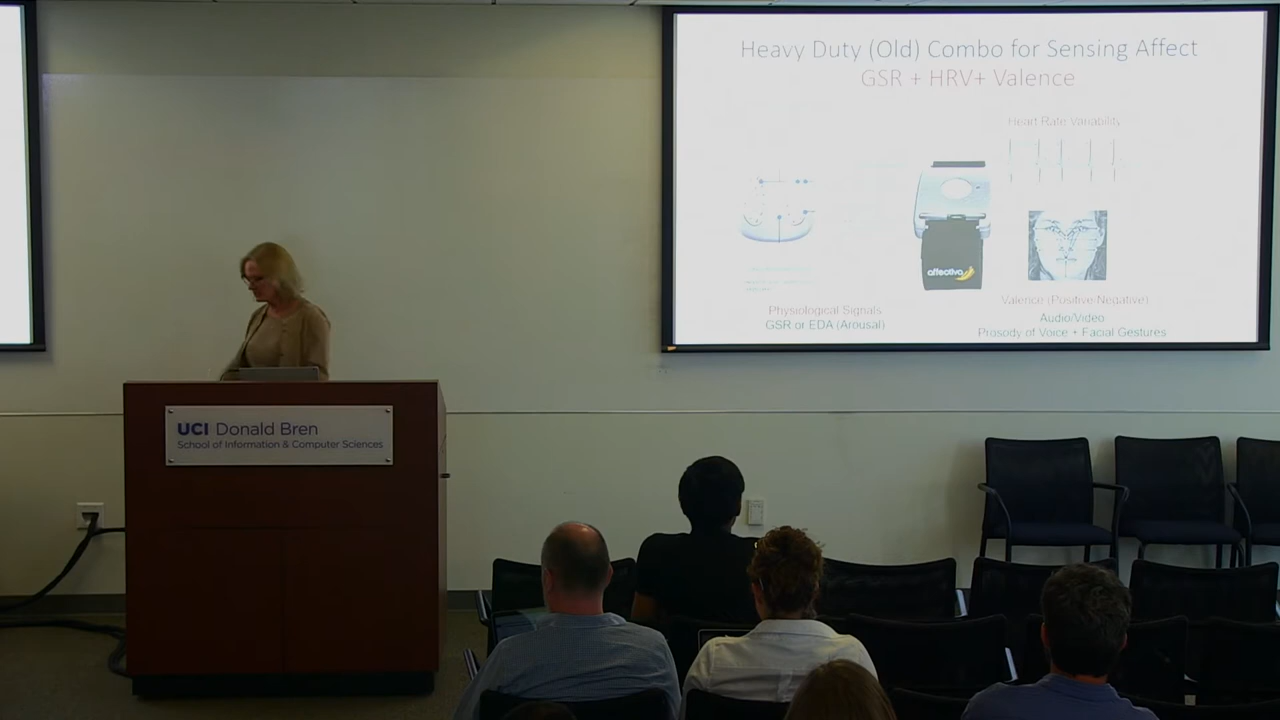 Heavy Duty (Old) Combo for Sensing Affect
GSR + HRV+ Valence
Heart Rate Variability
affectiva
Physiological Signals
GSR or EDA (Arousal)
Valence (Positive-Negative)
Audio/Video
Prosody of Voice + Facial Gestures
UCI Donald Bren
School of Information & Computer Sciences